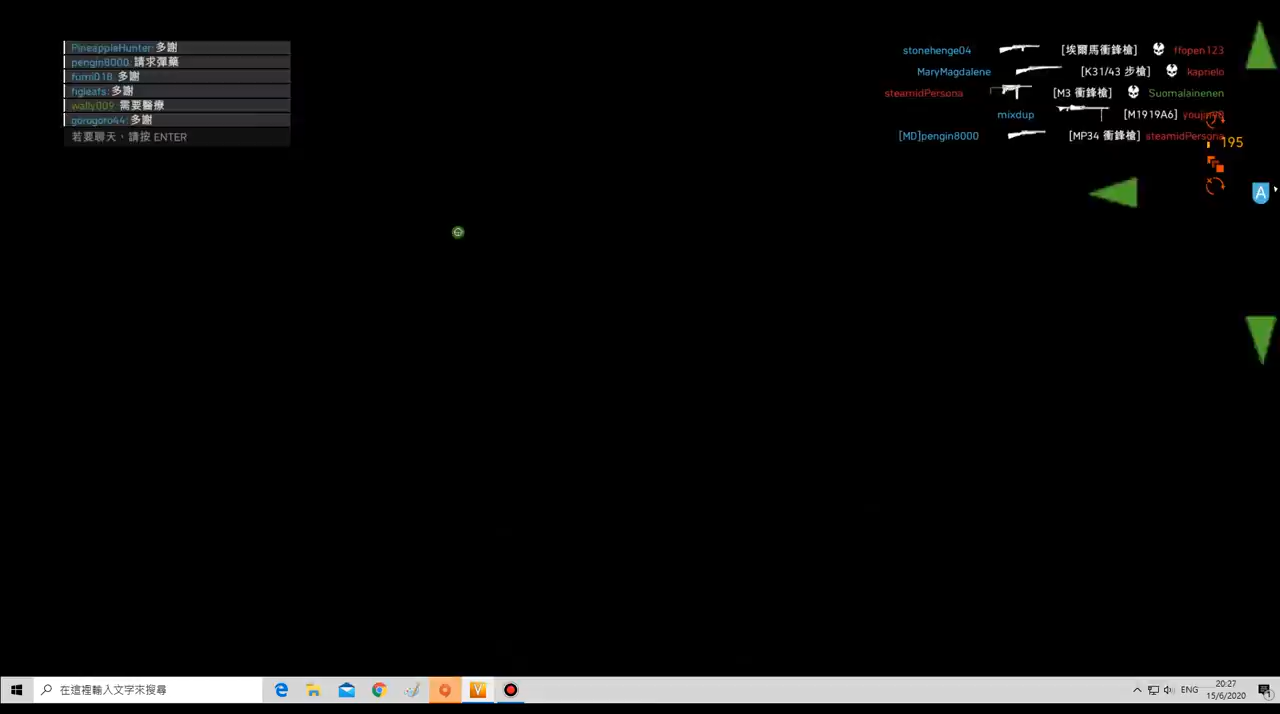 PineappleHunter: 多謝
pengin8000: 請求彈藥
fumi018: 多謝
figleafs: 多謝
wally009: 需要醫療
gorogoro44: 多謝
若要聊天，請按 ENTER
stonehenge04 [埃爾馬衝鋒槍] ffopen123
MaryMagdalene [K31/43 步槍] kaprielo
steamidPersona [M3 衝鋒槍] Suomalainenen
mixdup [M1919A6]
[MD]pengin8000 [MP34 衝鋒槍] steamidPersona
195
A
在這裡輸入文字來搜尋
ENG
20:27
15/6/2020
1